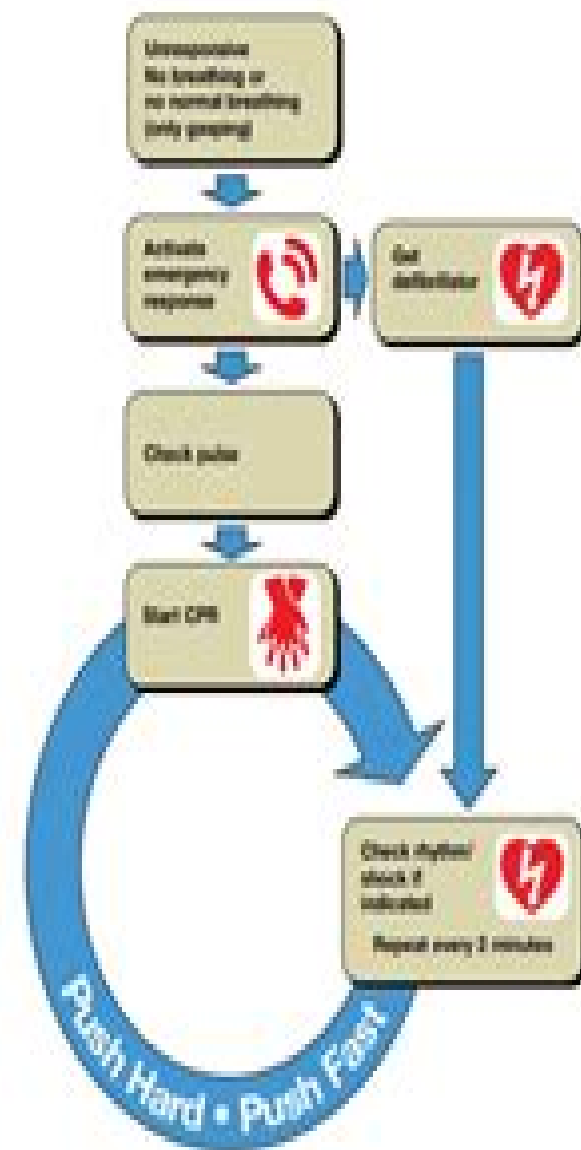 Unresponsive
No breathing or
no normal breathing
(only gasping)
Activate
emergency
response
Get
defibrillator
Check pulse
Start CPR
Check rhythm/
shock if
indicated
Repeat every 2 minutes
Push Hard • Push Fast